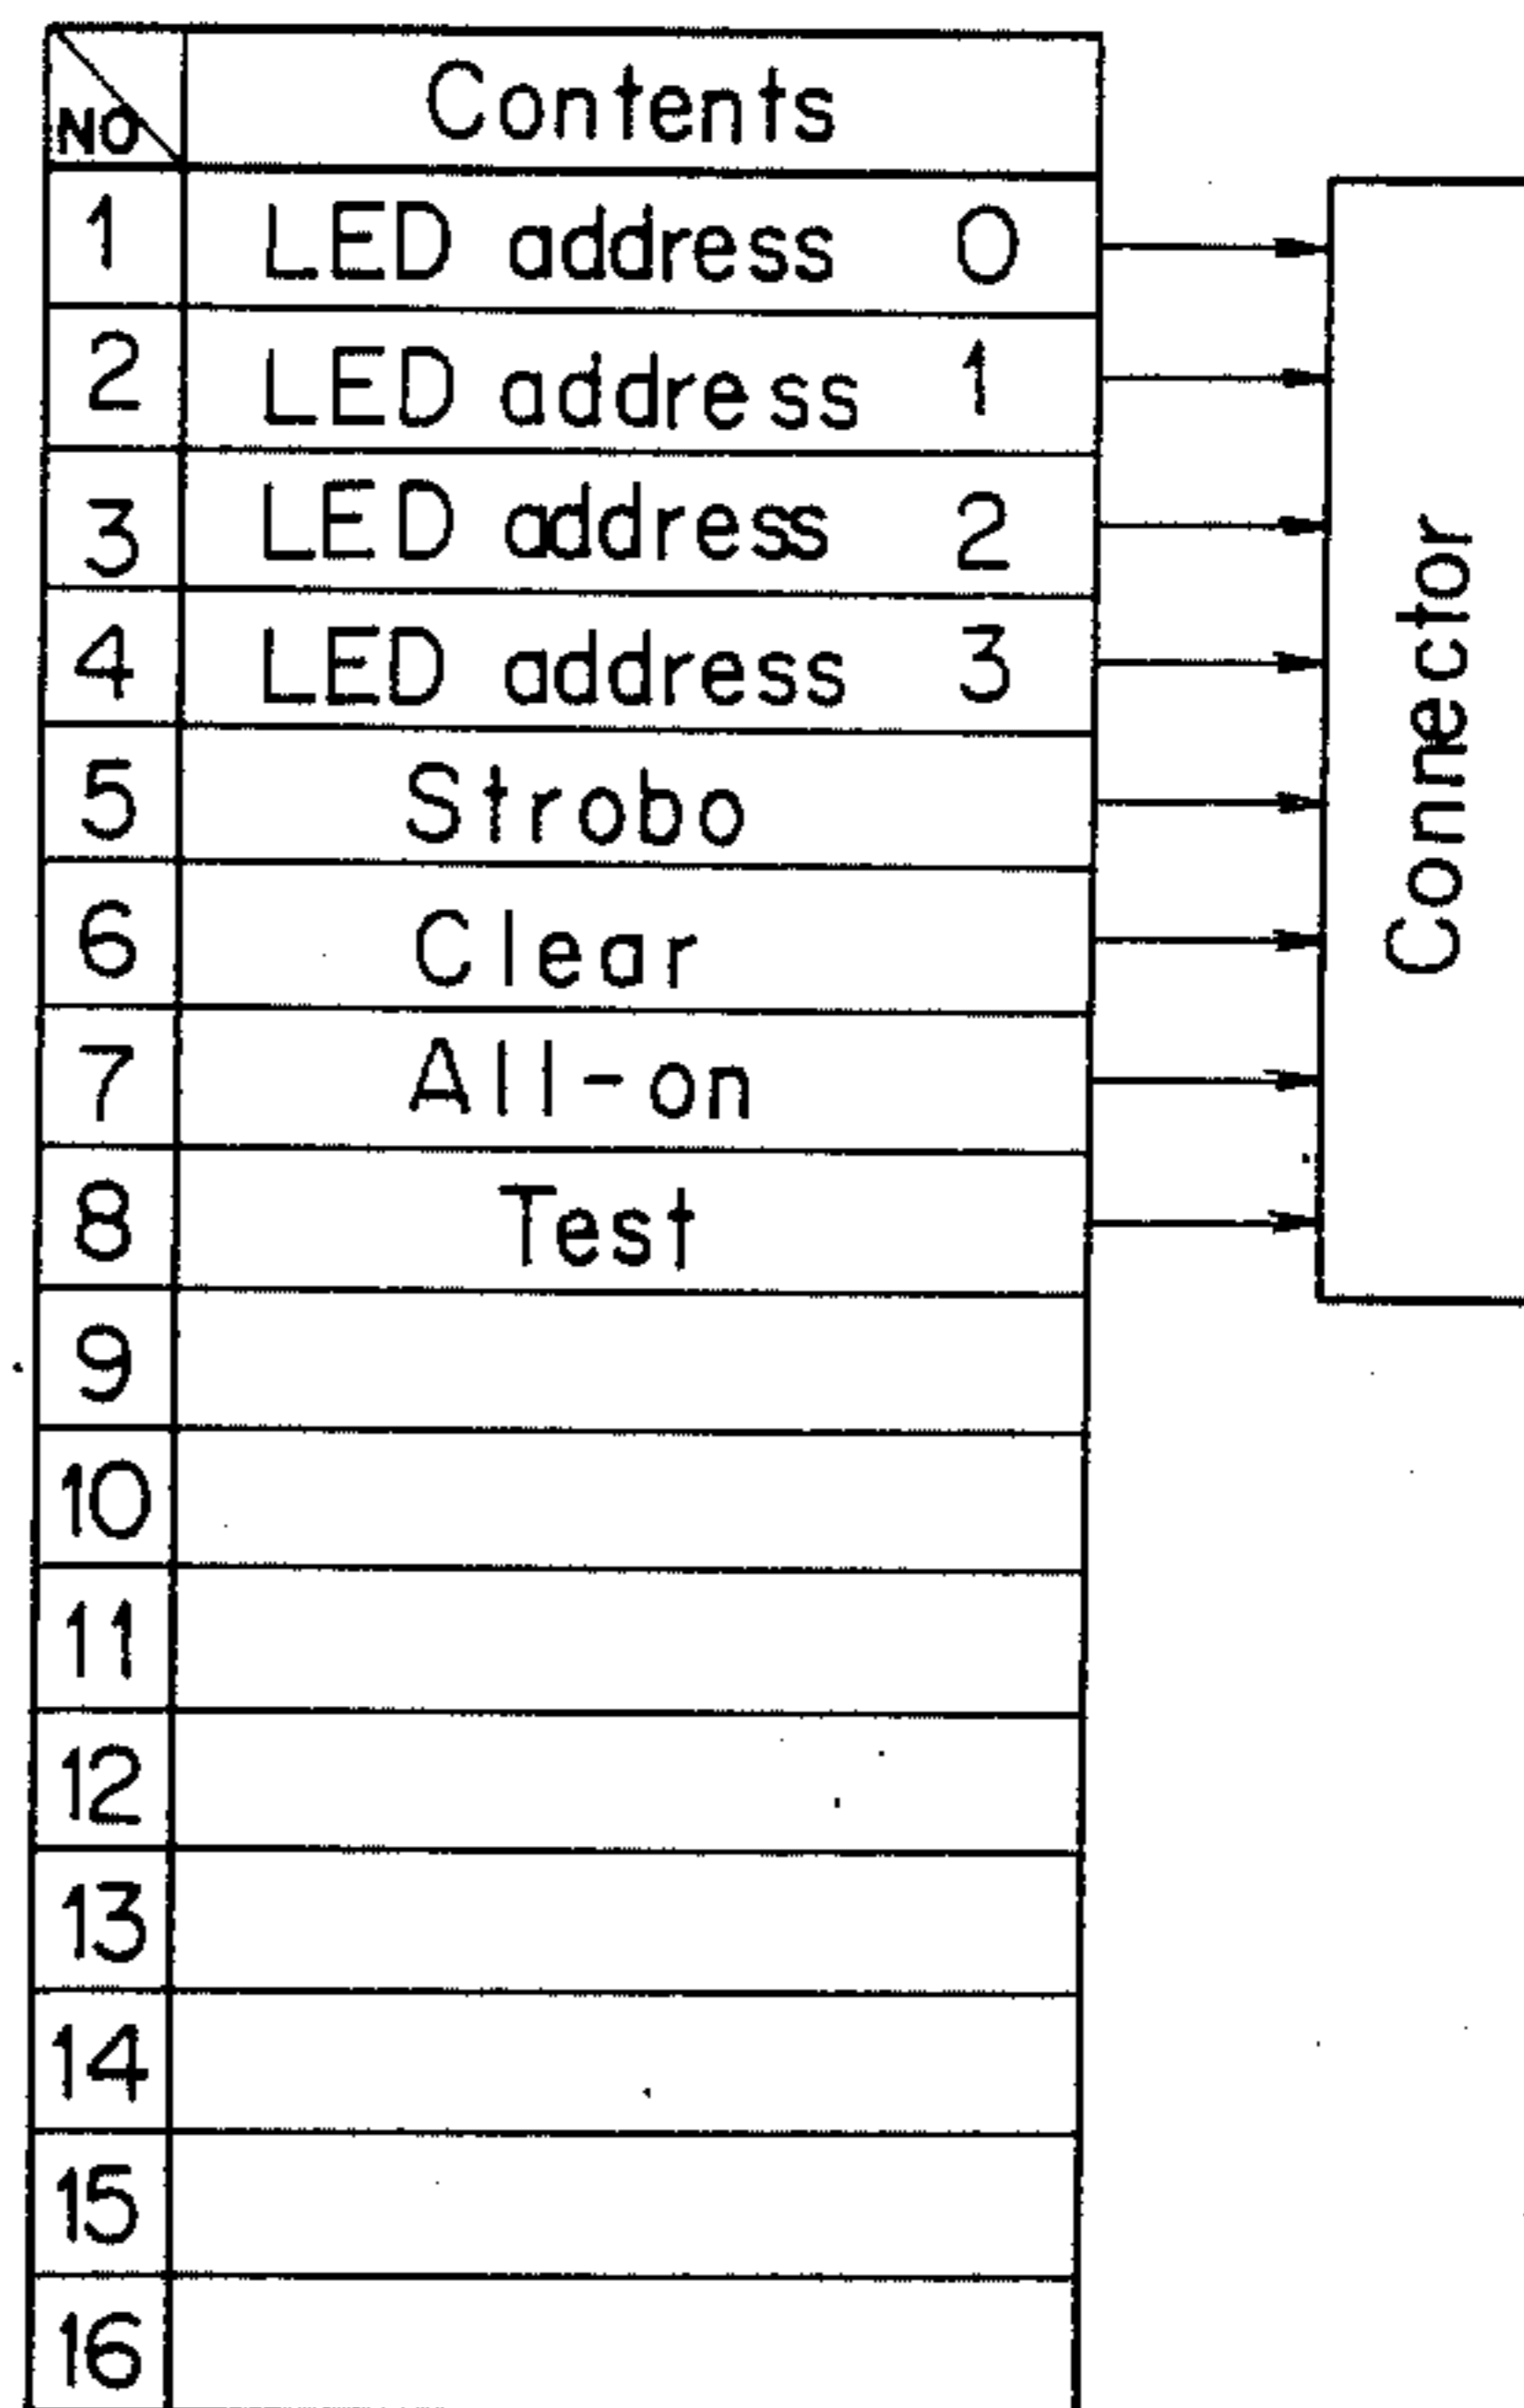 NO Contents
1 LED address 0
2 LED address 1
3 LED address 2
4 LED address 3
5 Strobo
6 Clear
7 All-on
8 Test
9
10
11
12
13
14
15
16
Connector